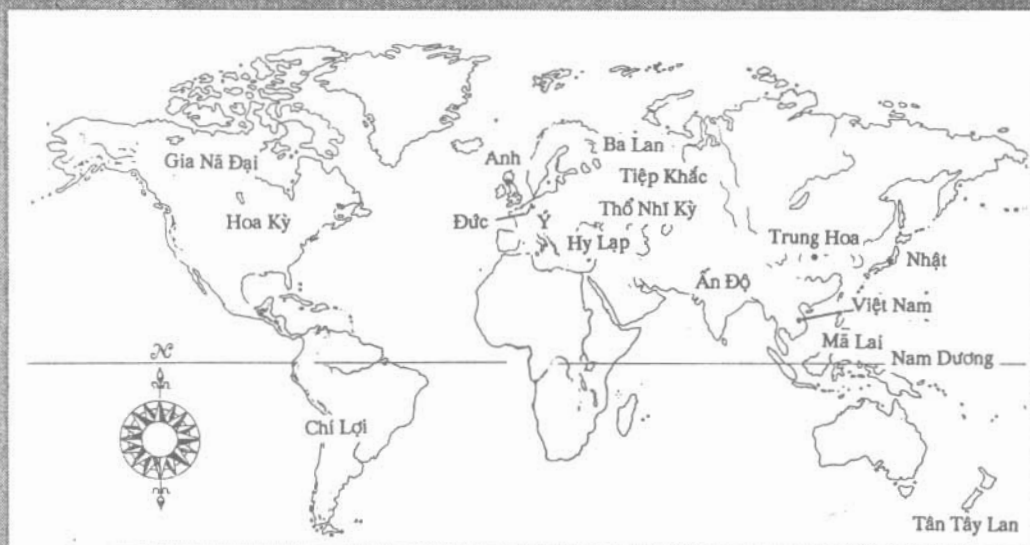 Ba Lan
Anh
Gia Nã Đại
Tiệp Khắc
Thổ Nhĩ Kỳ
Hoa Kỳ
Đức
Ý
Hy Lạp
Trung Hoa
Nhật
Ấn Độ
Việt Nam
Mã Lai
N
Nam Dương
Chí Lợi
Tân Tây Lan